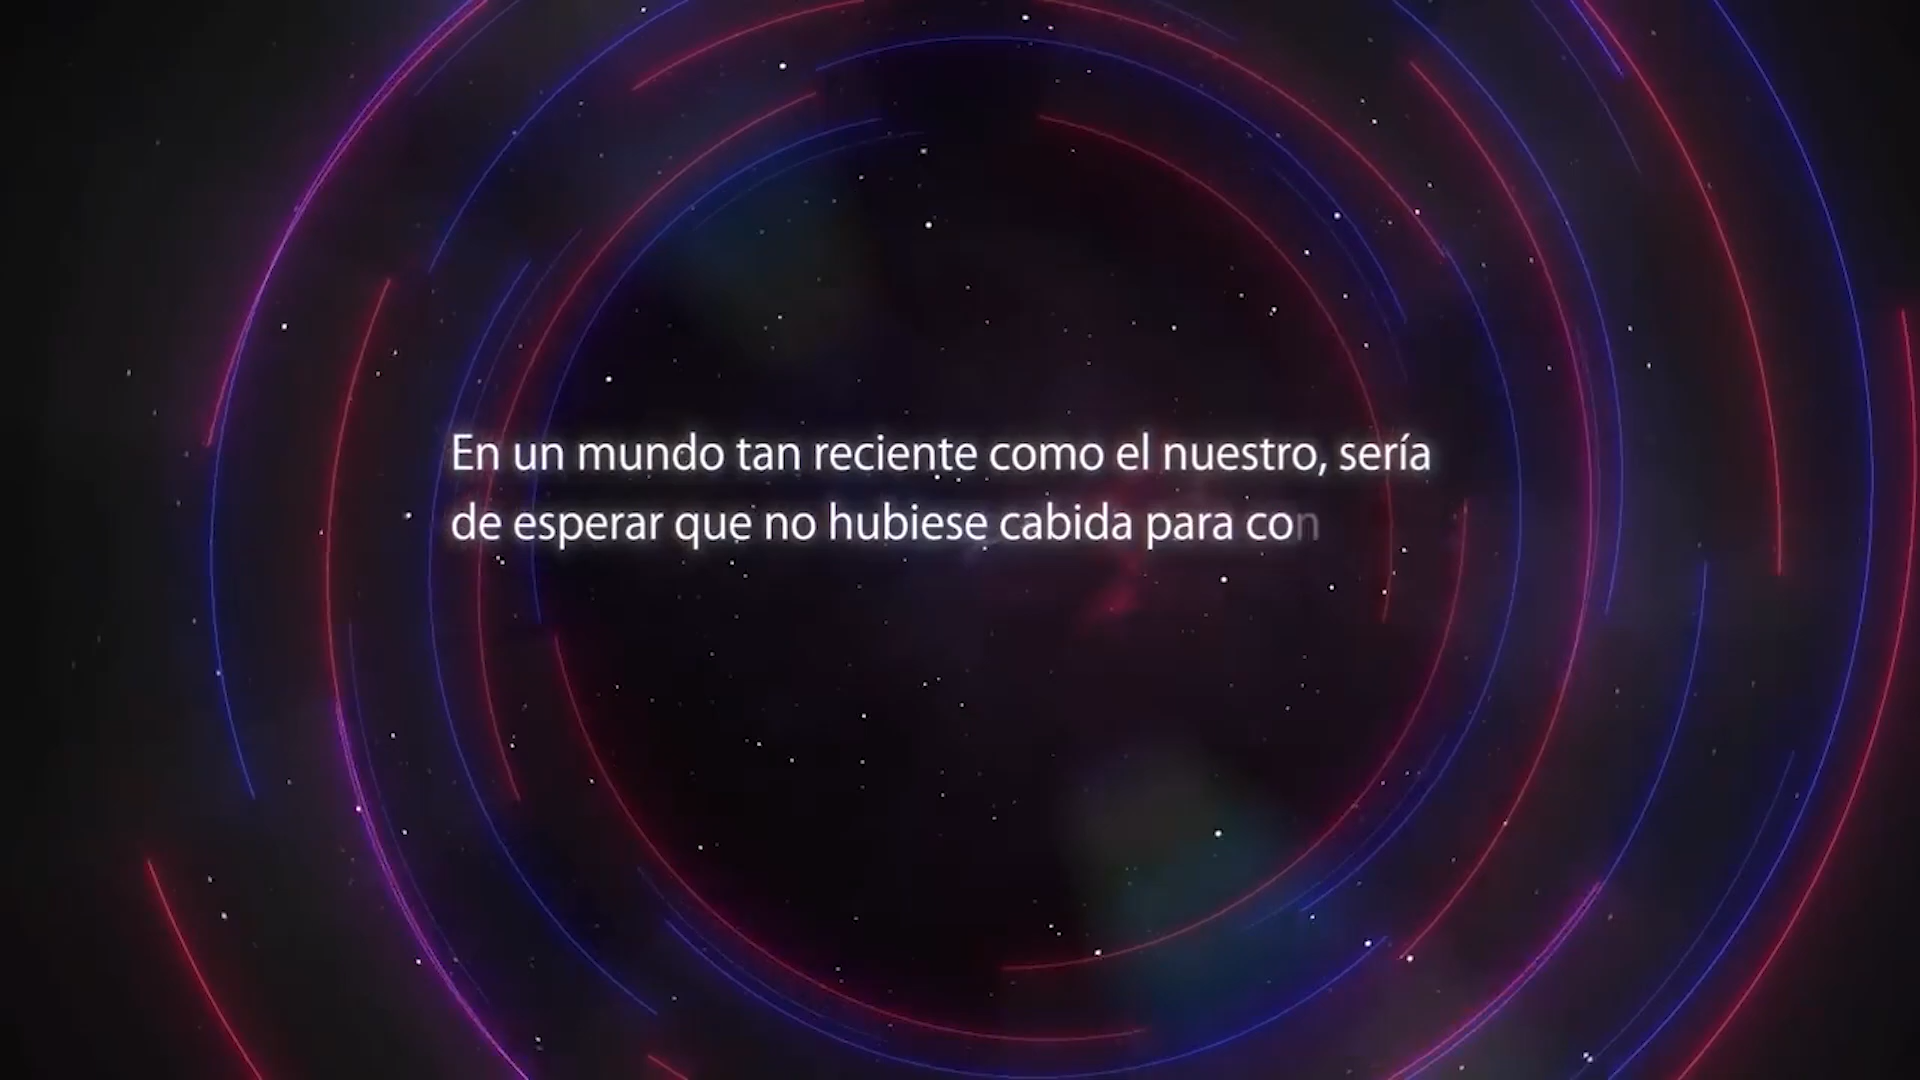 En un mundo tan reciente como el nuestro, sería
de esperar que no hubiese cabida para con